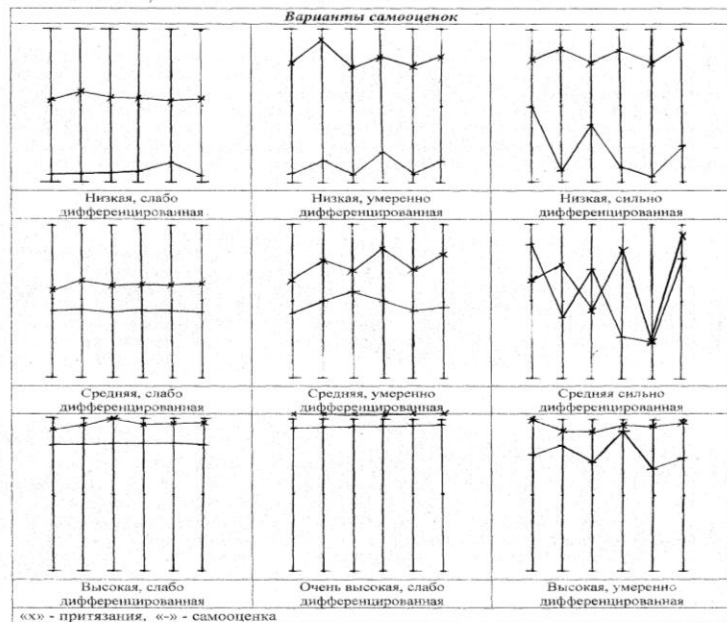 Варианты самооценок
Низкая, слабо
дифференцированная
Низкая, умеренно
дифференцированная
Низкая, сильно
дифференцированная
Средняя, слабо
дифференцированная
Средняя, умеренно
дифференцированная
Средняя сильно
дифференцированная
Высокая, слабо
дифференцированная
Очень высокая, слабо
дифференцированная
Высокая, умеренно
дифференцированная
«х» - притязания, «-» - самооценка